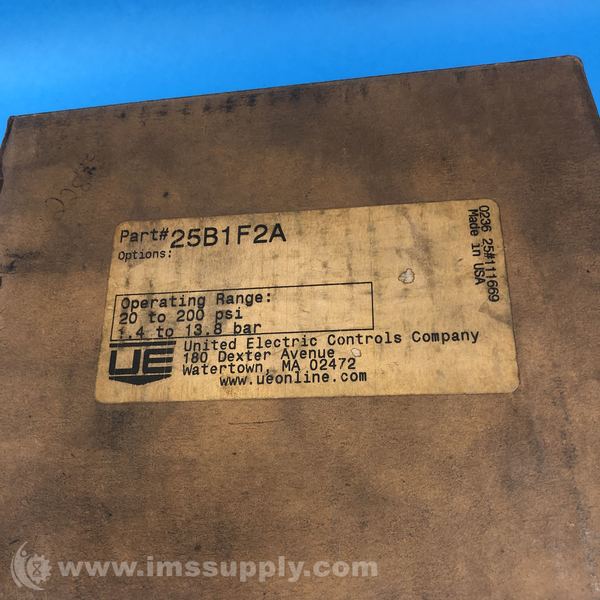 Part# 25B1F2A
Options:
Operating Range:
20 to 200 psi
1.4 to 13.8 bar
UE
United Electric Controls Company
180 Dexter Avenue
Watertown, MA 02472
www.ueonline.com
0236 25#111669
Made in USA
www.imssupply.com